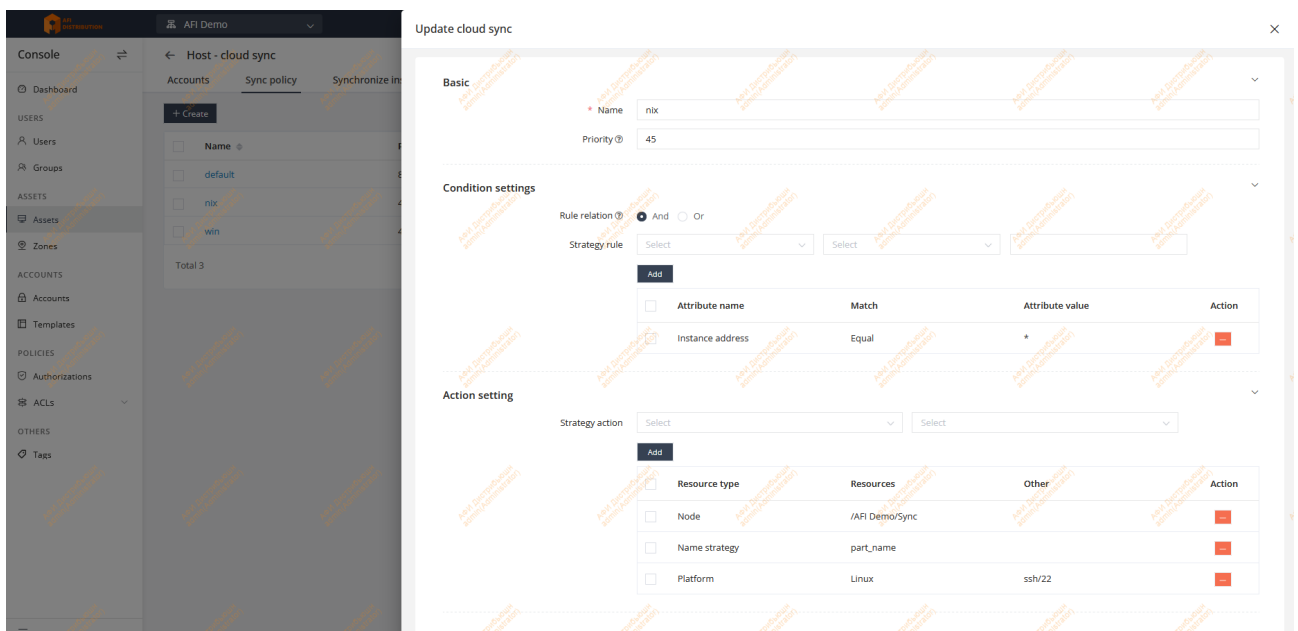 AFI
DISTRIBUTION
AFI Demo
Update cloud sync
Console
Host - cloud sync
Accounts
Sync policy
Synchronize in
Dashboard
+ Create
USERS
Users
Groups
ASSETS
Assets
Zones
ACCOUNTS
Accounts
Templates
POLICIES
Authorizations
ACLs
OTHERS
Tags
Name
default
nix
win
Total 3
Basic
* Name
nix
Priority
45
Condition settings
Rule relation
And
Or
Strategy rule
Select
Select
Add
Attribute name
Match
Attribute value
Action
Instance address
Equal
*
Action setting
Strategy action
Select
Select
Add
Resource type
Resources
Other
Action
Node
/AFI Demo/Sync
Name strategy
part_name
Platform
Linux
ssh/22
АФИ Дистрибьюшн
admin(Administrator)